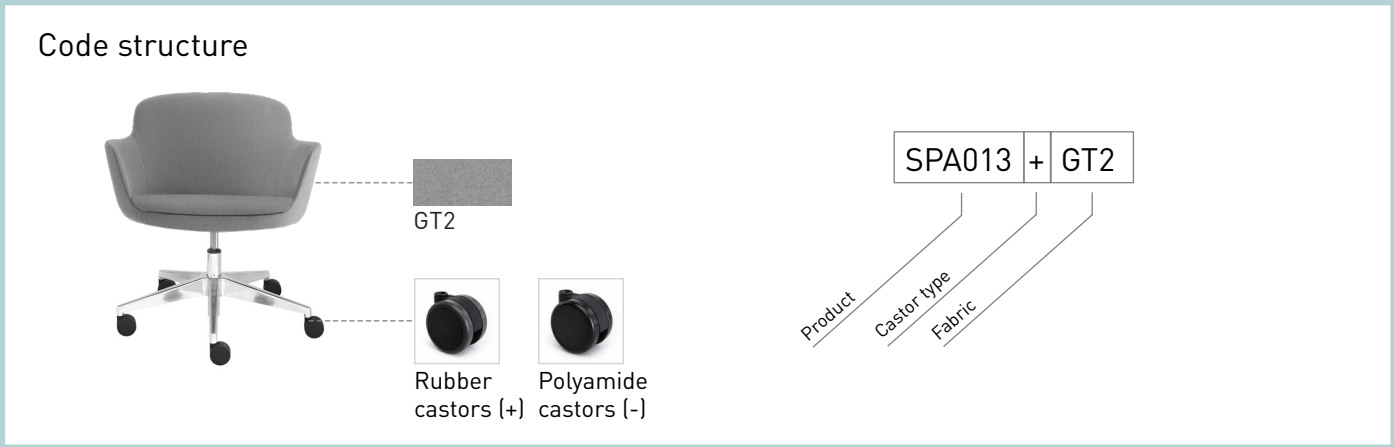 Code structure
GT2
Rubber
castors (+)
Polyamide
castors (-)
SPA013 + GT2
Product
Castor type
Fabric